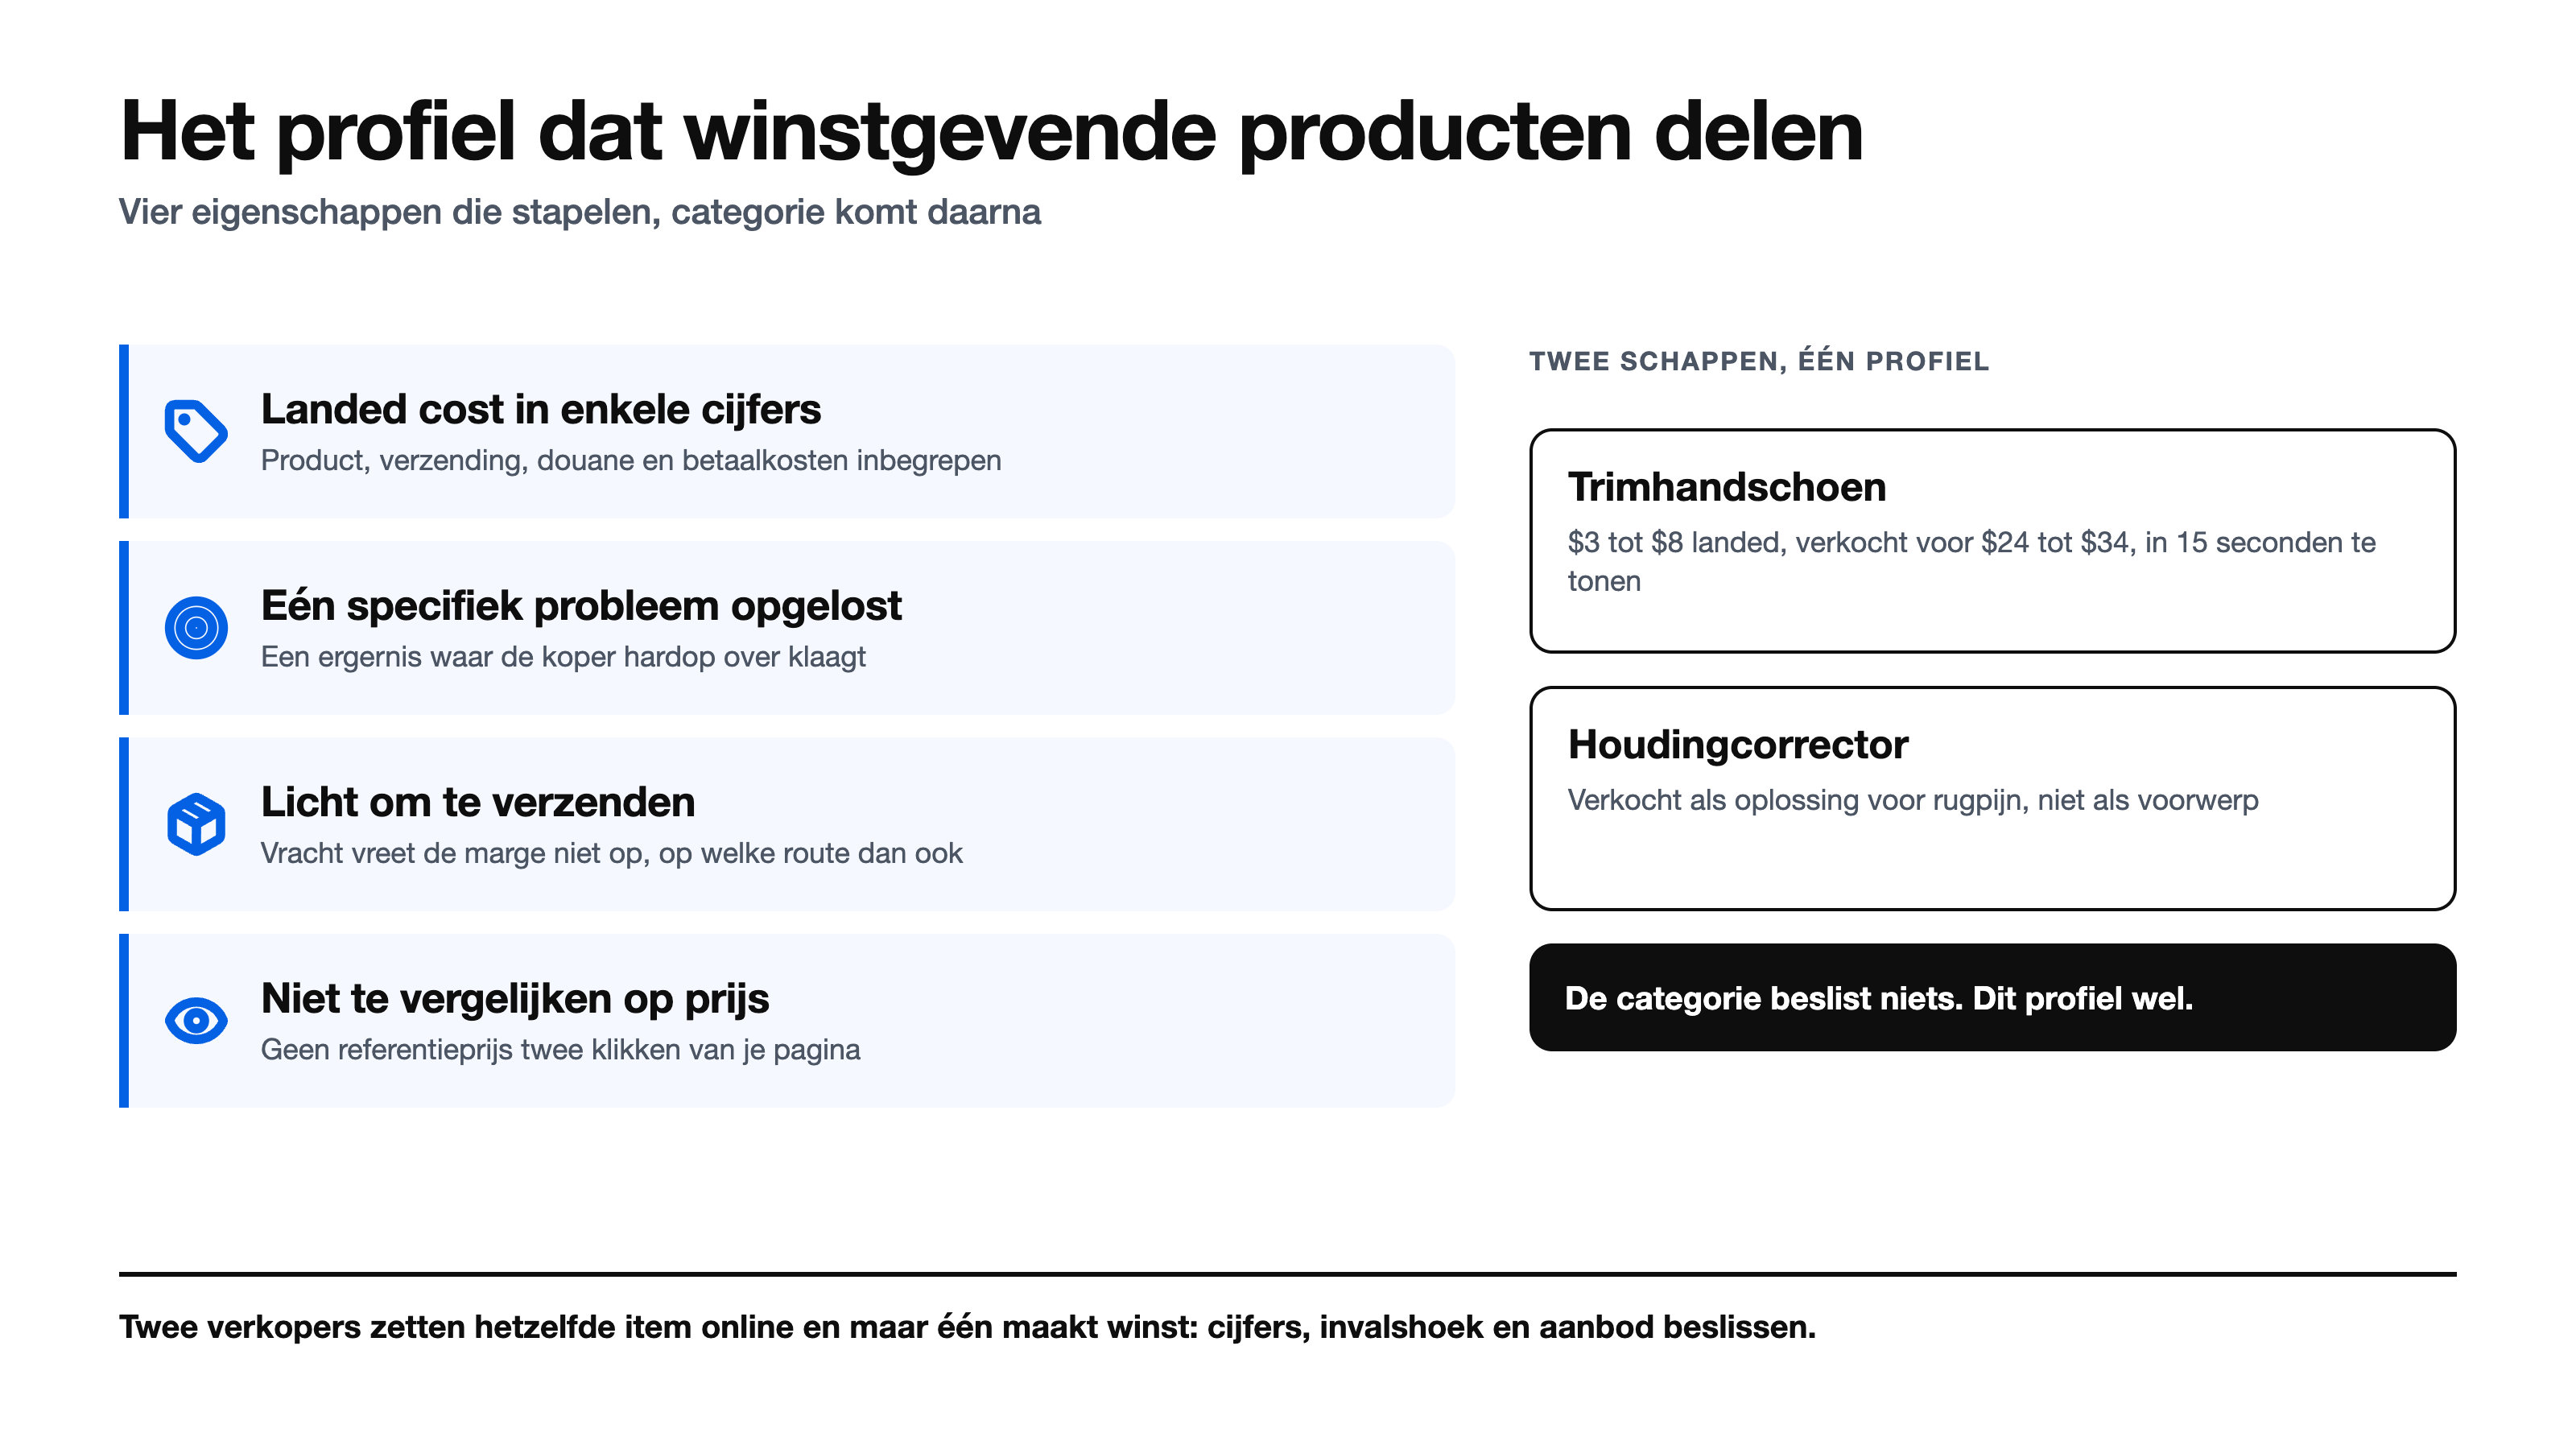 Het profiel dat winstgevende producten delen
Vier eigenschappen die stapelen, categorie komt daarna
Landed cost in enkele cijfers
Product, verzending, douane en betaalkosten inbegrepen
Eén specifiek probleem opgelost
Een ergernis waar de koper hardop over klaagt
Licht om te verzenden
Vracht vreet de marge niet op, op welke route dan ook
Niet te vergelijken op prijs
Geen referentieprijs twee klikken van je pagina
TWEE SCHAPPEN, ÉÉN PROFIEL
Trimhandschoen
$3 tot $8 landed, verkocht voor $24 tot $34, in 15 seconden te
tonen
Houdingcorrector
Verkocht als oplossing voor rugpijn, niet als voorwerp
De categorie beslist niets. Dit profiel wel.
Twee verkopers zetten hetzelfde item online en maar één maakt winst: cijfers, invalshoek en aanbod beslissen.